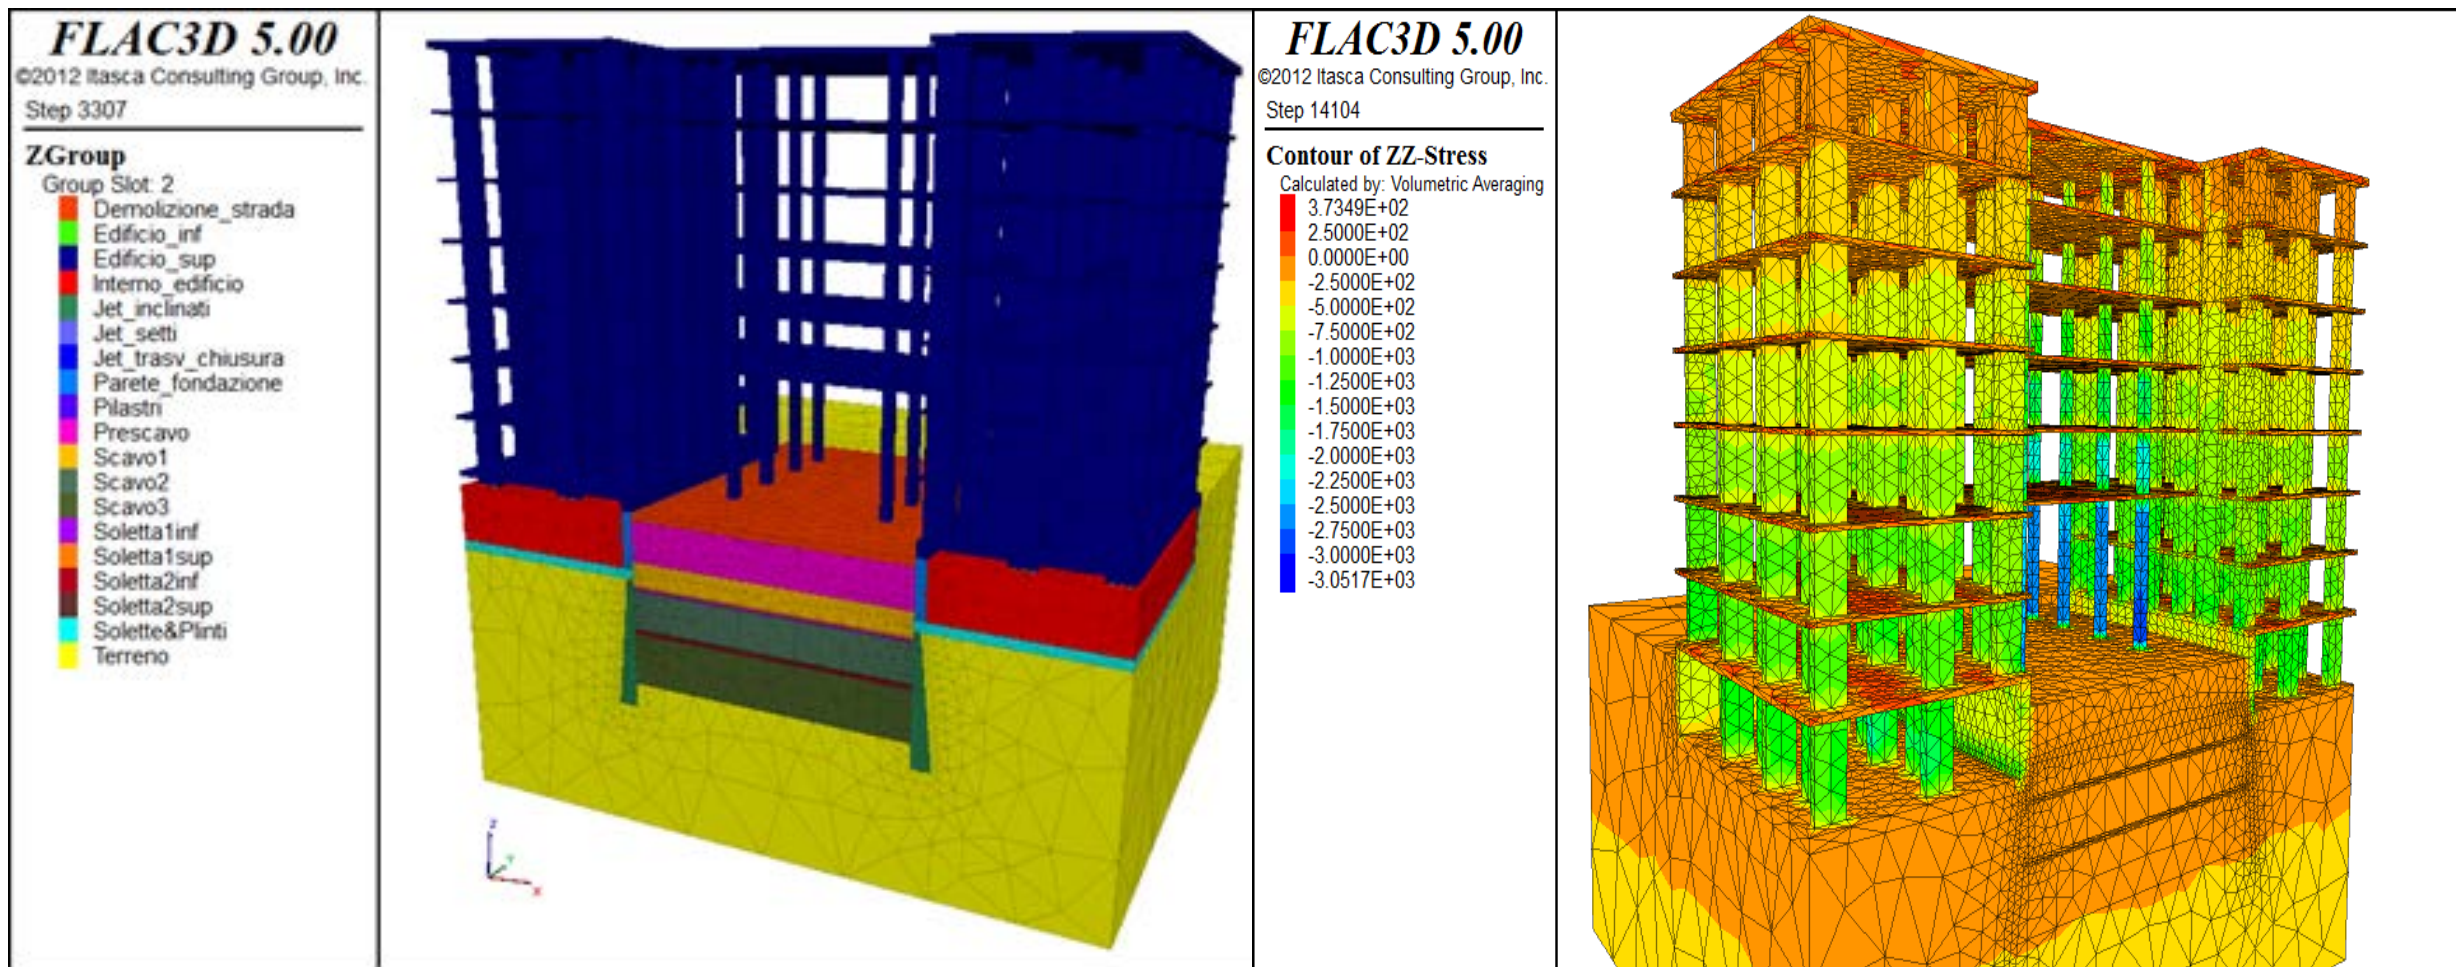 FLAC3D 5.00
©2012 Itasca Consulting Group, Inc.
Step 3307
ZGroup
Group Slot: 2
Demolizione_strada
Edificio_inf
Edificio_sup
Interno_edificio
Jet_inclinati
Jet_setti
Jet_trasv_chiusura
Parete_fondazione
Pilastri
Prescavo
Scavo1
Scavo2
Scavo3
Soletta1inf
Soletta1sup
Soletta2inf
Soletta2sup
Solette&Plinti
Terreno
Z
Y
X
FLAC3D 5.00
©2012 Itasca Consulting Group, Inc.
Step 14104
Contour of ZZ-Stress
Calculated by: Volumetric Averaging
3.7349E+02
2.5000E+02
0.0000E+00
-2.5000E+02
-5.0000E+02
-7.5000E+02
-1.0000E+03
-1.2500E+03
-1.5000E+03
-1.7500E+03
-2.0000E+03
-2.2500E+03
-2.5000E+03
-2.7500E+03
-3.0000E+03
-3.0517E+03